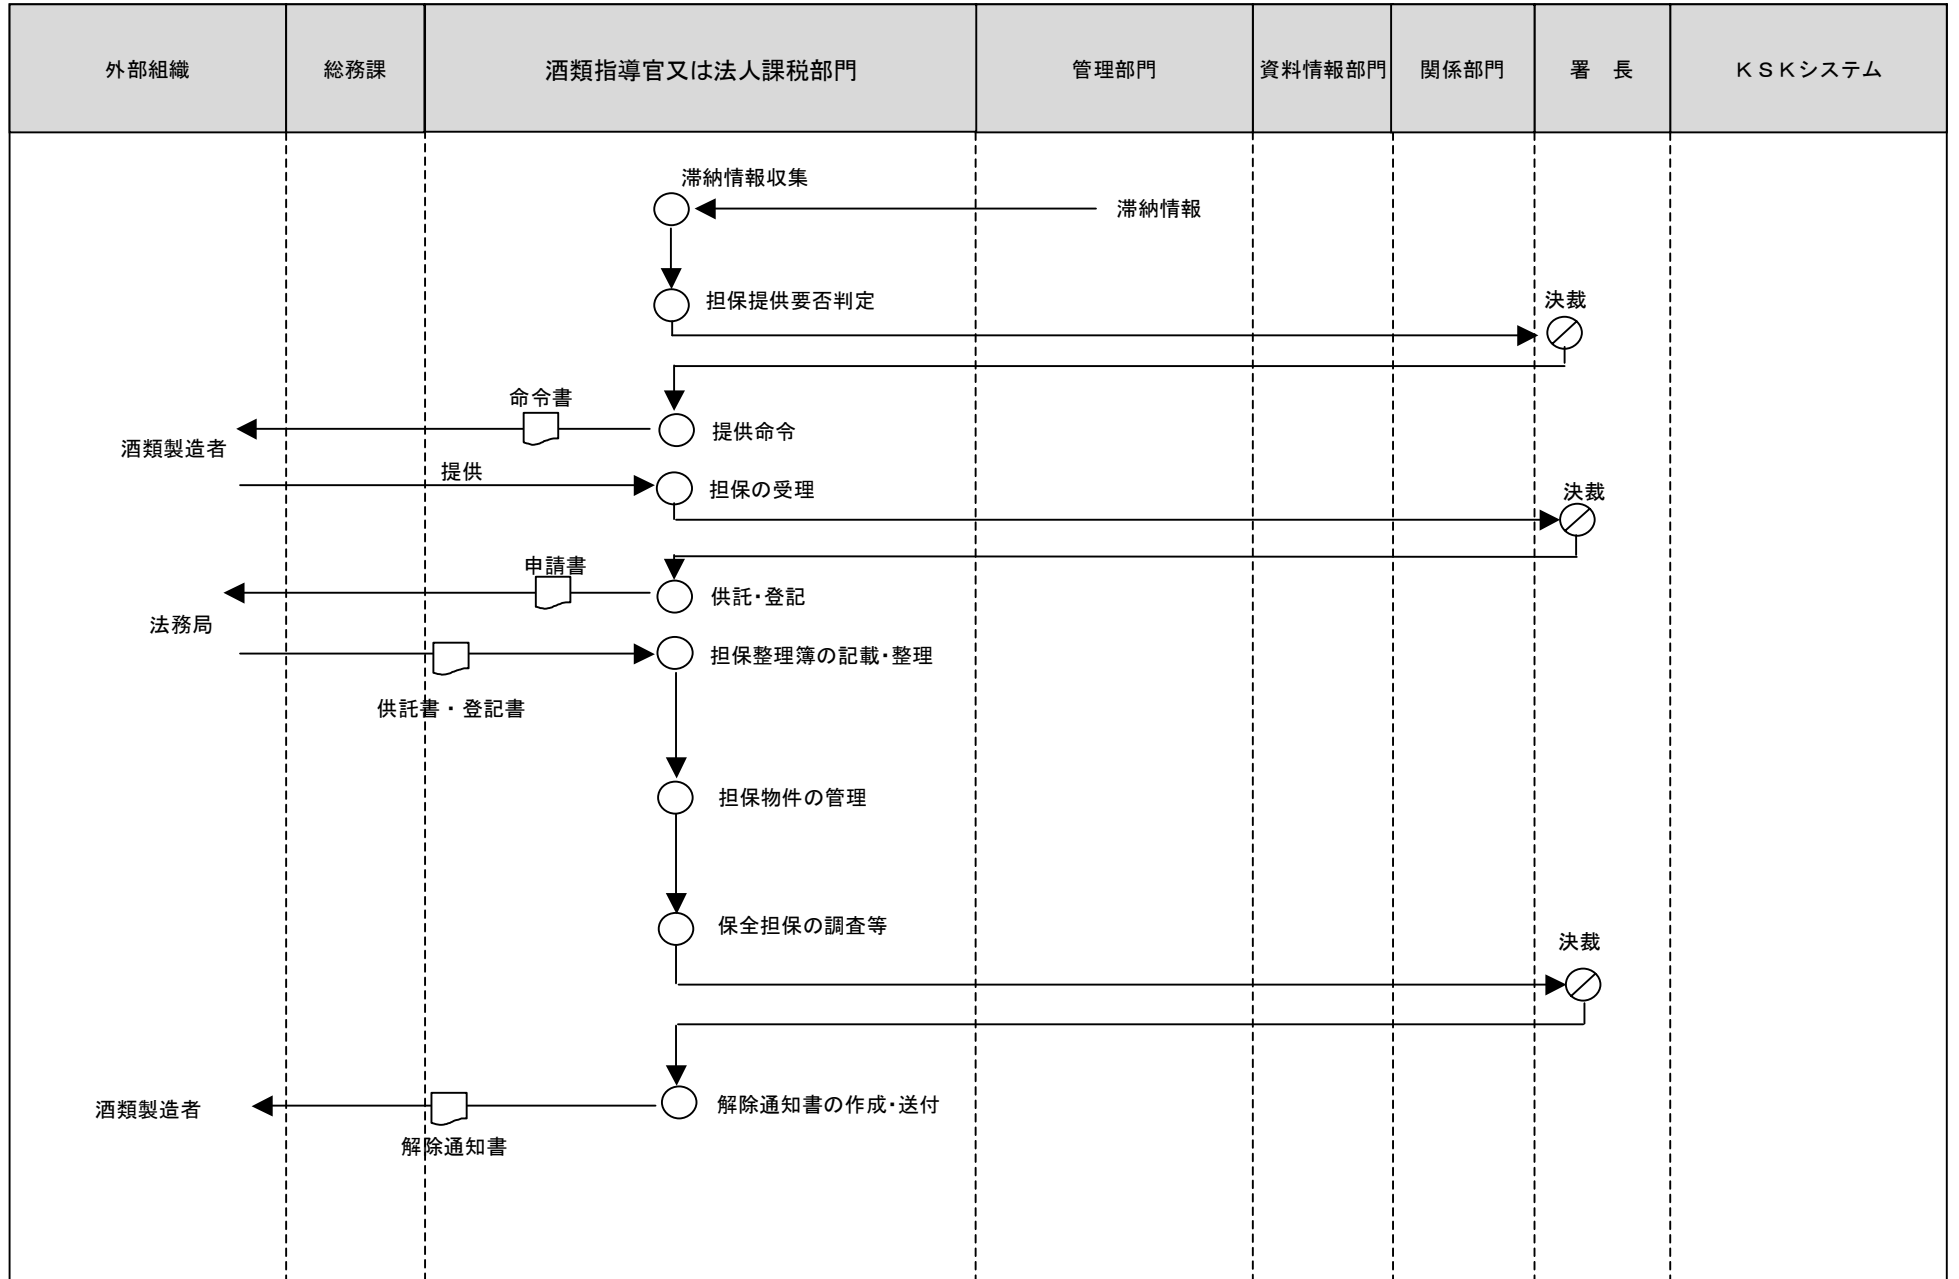 外部組織
総務課
酒類指導官又は法人課税部門
管理部門
資料情報部門
関係部門
署　長
ＫＳＫシステム
滞納情報収集
滞納情報
担保提供要否判定
決裁
命令書
提供命令
酒類製造者
提供
担保の受理
決裁
申請書
供託・登記
法務局
担保整理簿の記載・整理
供託書・登記書
担保物件の管理
保全担保の調査等
決裁
酒類製造者
解除通知書の作成・送付
解除通知書